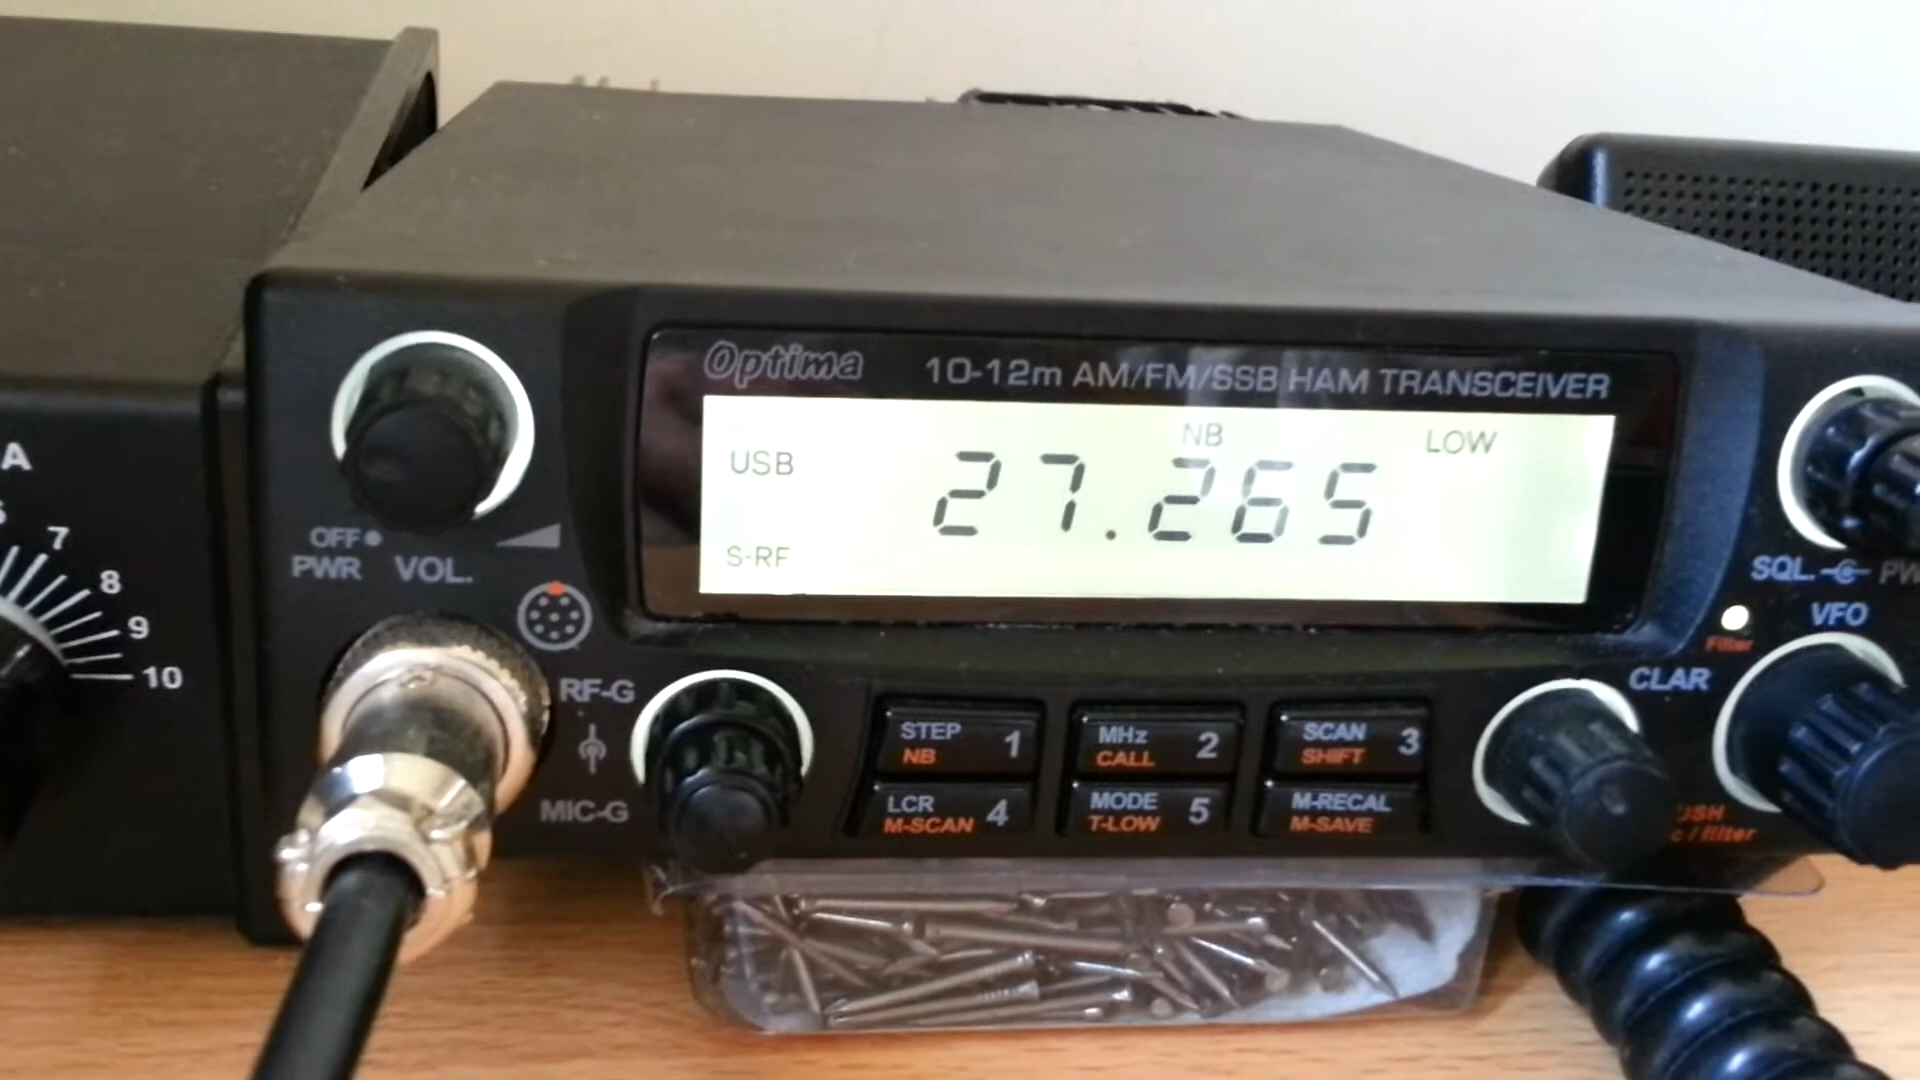 Optima 10-12m AM/FM/SSB HAM TRANSCEIVER
NB LOW
USB 27.265
S-RF
A
7
8
9
10
OFF
PWR VOL.
SQL.
VFO
Filter
CLAR
RF-G
MIC-G
STEP 1
NB
MHz 2
CALL
SCAN 3
SHIFT
LCR 4
M-SCAN
MODE 5
T-LOW
M-RECAL
M-SAVE
/ filter